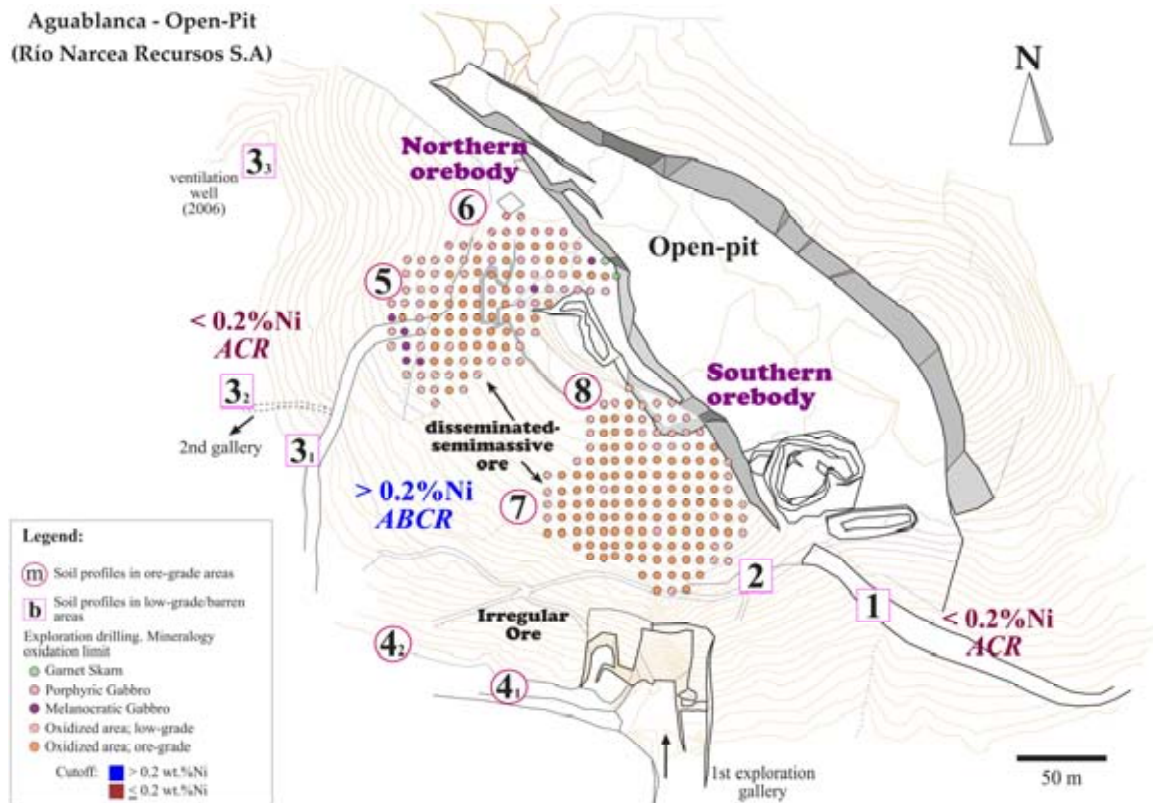 Aguablanca - Open-Pit
(Río Narcea Recursos S.A)
N
3₃
ventilation
well
(2006)
Northern
orebody
6
Open-pit
5
< 0.2%Ni
ACR
3₂
2nd gallery
3₁
8
Southern
orebody
disseminated-
semimassive
ore
> 0.2%Ni
ABCR
7
2
1
< 0.2%Ni
ACR
Irregular
Ore
4₂
4₁
1st exploration
gallery
50 m
Legend:
m Soil profiles in ore-grade areas
b Soil profiles in low-grade/barren
areas
Exploration drilling. Mineralogy
oxidation limit
Garnet Skarn
Porphyric Gabbro
Melanocratic Gabbro
Oxidized area; low-grade
Oxidized area; ore-grade
Cutoff: > 0.2 wt.%Ni
≤ 0.2 wt.%Ni